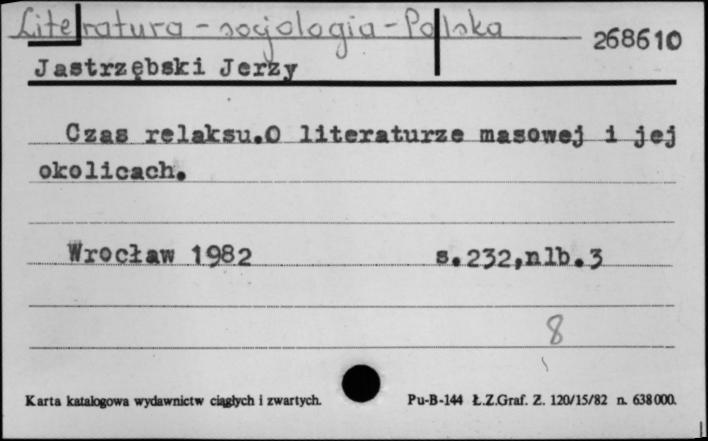 Literatura - socjologia - Polska
268610
Jastrzębski Jerzy
Czas relaksu.O literaturze masowej i jej
okolicach.
Wrocław 1982 s.232,nlb.3
8
Karta katalogowa wydawnictw ciągłych i zwartych. Pu-B-144 Ł.Z.Graf. Z. 120/15/82 n. 638000.